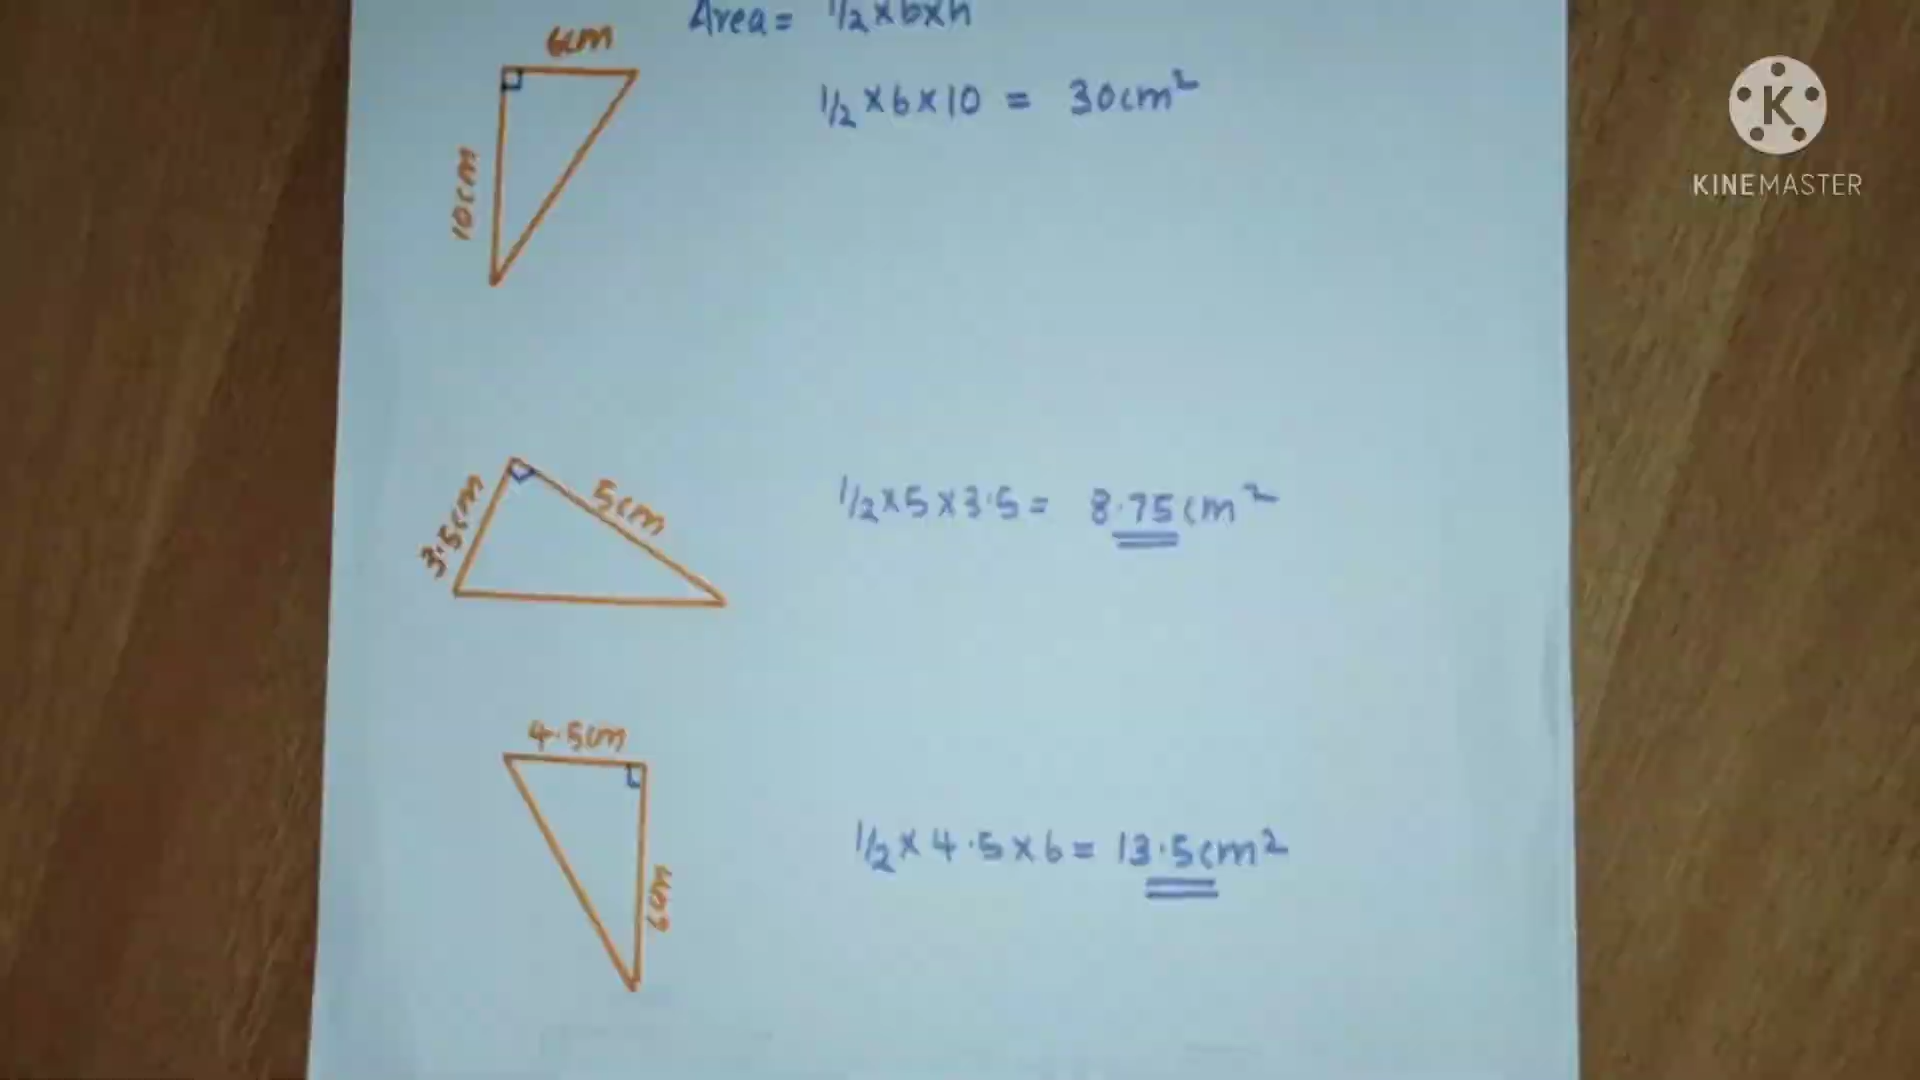 Area = 1/2 × b × h
6cm
1/2 × 6 × 10 = 30cm²
10cm
K
KINEMASTER
3.5cm
5cm
1/2 × 5 × 3.5 = 8.75cm²
4.5cm
1/2 × 4.5 × 6 = 13.5cm²
6cm